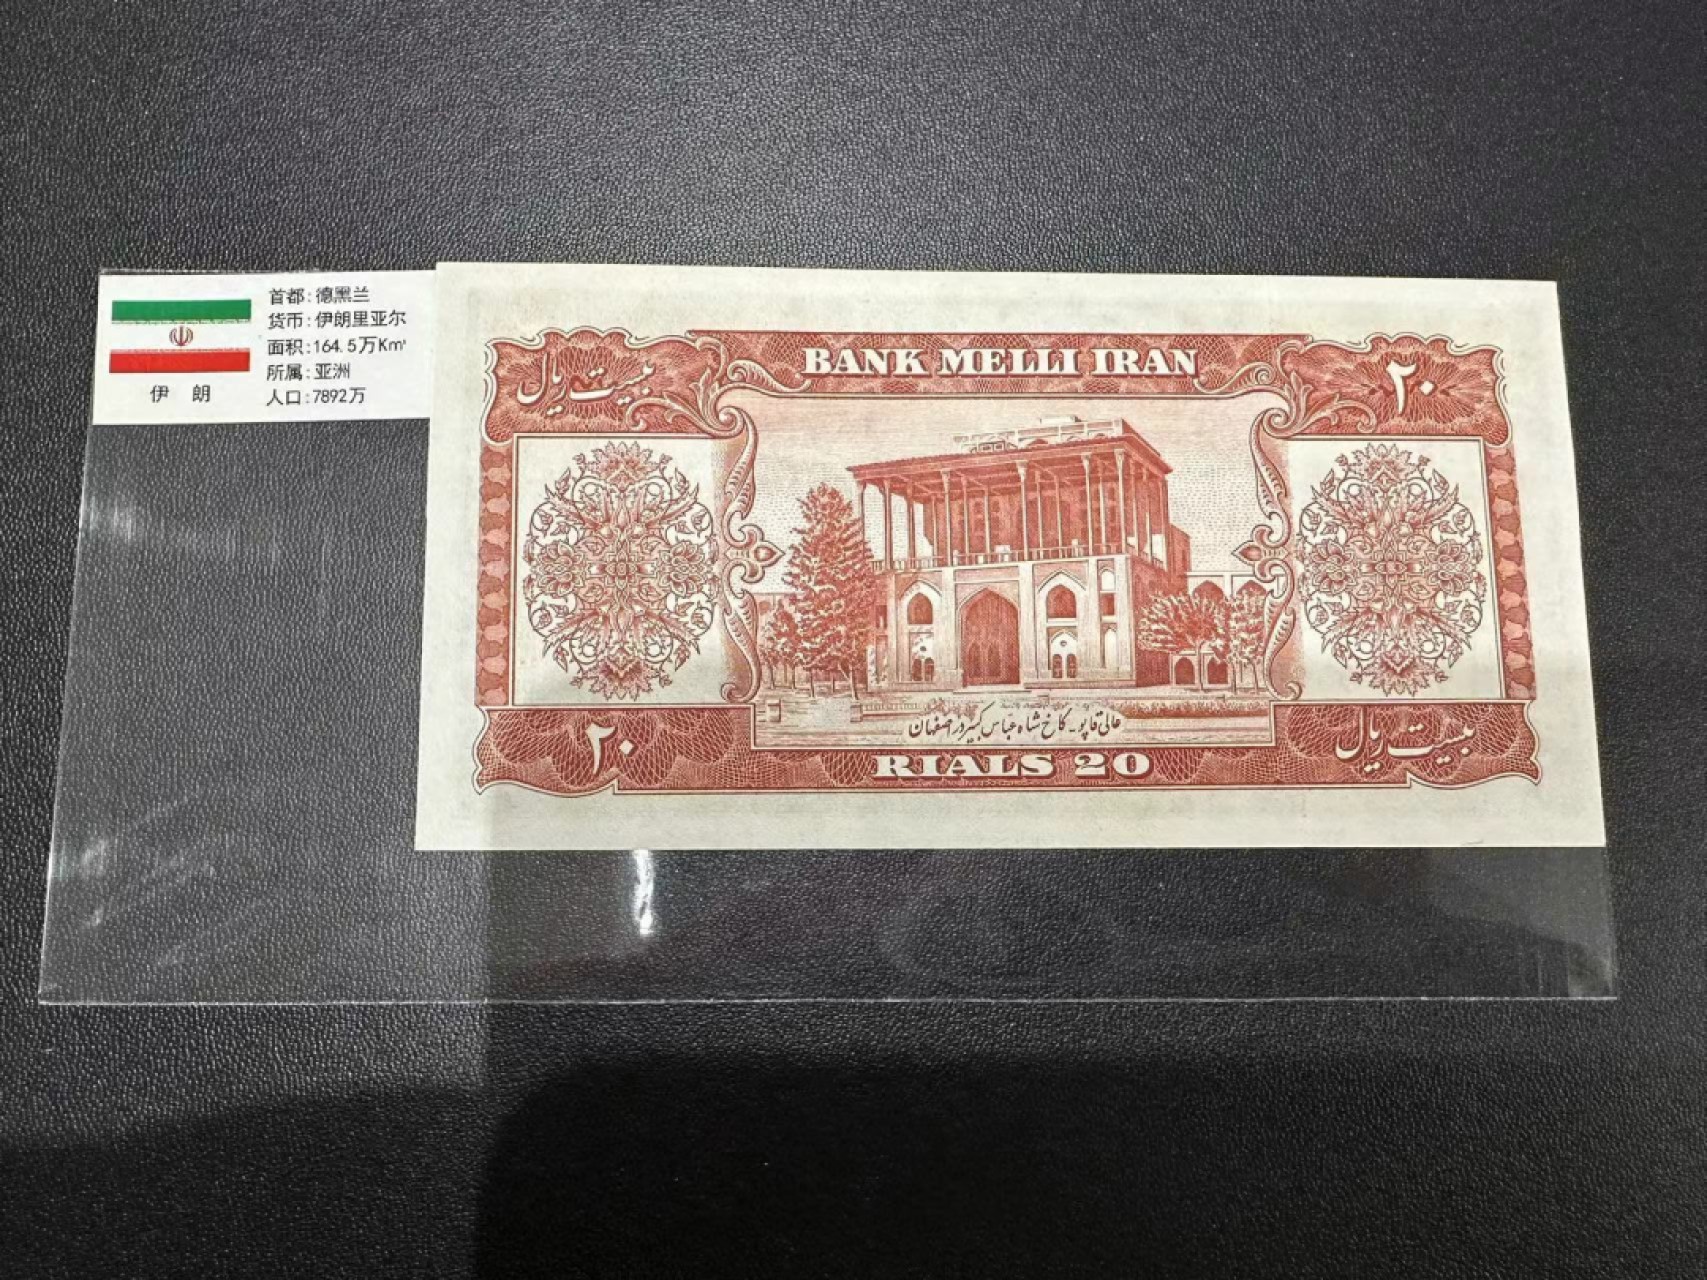 首都:德黑兰
货币:伊朗里亚尔
面积:164.5万Km²
所属:亚洲
人口:7892万
伊 朗
BANK MELLI IRAN
بیست ریال
۲۰
عالی قاپو - کاخ شاه عباس کبیر در اصفهان
۲۰
RIALS 20
بیست ریال